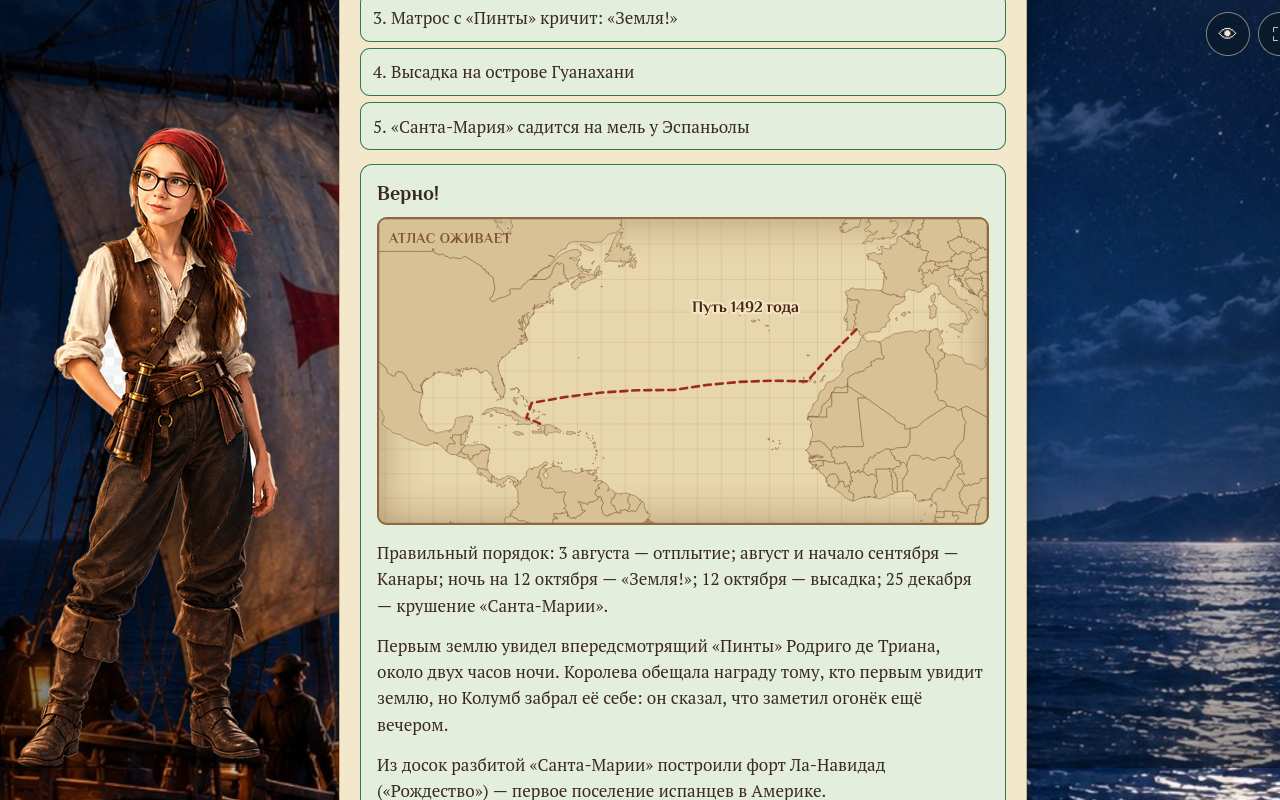 3. Матрос с «Пинты» кричит: «Земля!»
4. Высадка на острове Гуанахани
5. «Санта-Мария» садится на мель у Эспаньолы
Верно!
АТЛАС ОЖИВАЕТ
Путь 1492 года
Правильный порядок: 3 августа — отплытие; август и начало сентября —
Канары; ночь на 12 октября — «Земля!»; 12 октября — высадка; 25 декабря
— крушение «Санта-Марии».
Первым землю увидел впередсмотрящий «Пинты» Родриго де Триана,
около двух часов ночи. Королева обещала награду тому, кто первым увидит
землю, но Колумб забрал её себе: он сказал, что заметил огонёк ещё
вечером.
Из досок разбитой «Санта-Марии» построили форт Ла-Навидад
(«Рождество») — первое поселение испанцев в Америке.